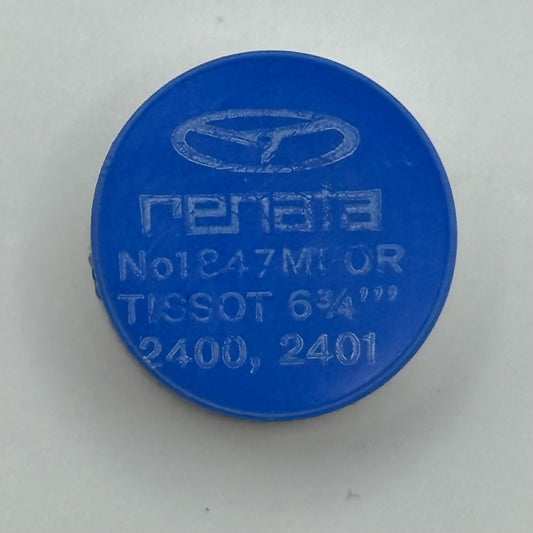 renata
No1847MFOR
TISSOT 6¾’’’
2400, 2401